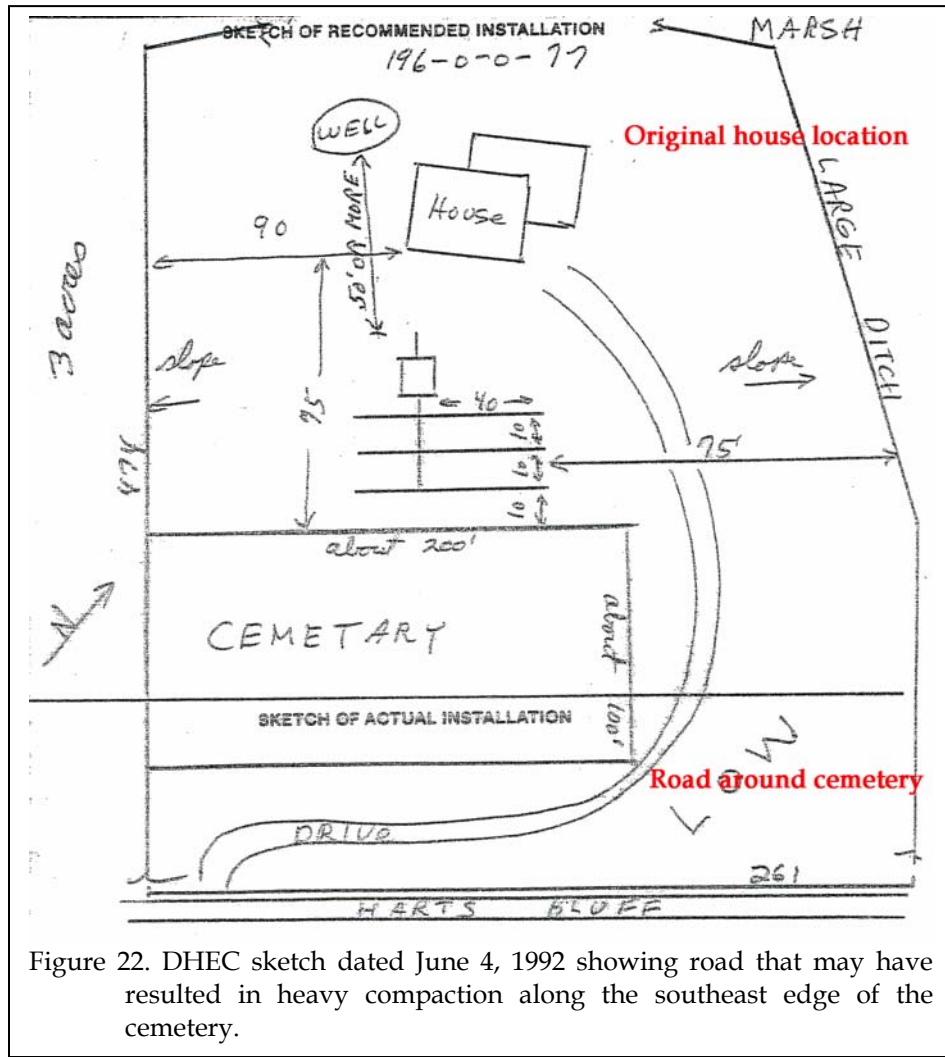 SKETCH OF RECOMMENDED INSTALLATION
MARSH
196-0-0-77
WELL
Original house location
House
LARGE
DITCH
90
50' OR MORE
3 acres
slope
slope
75
40
10
10
10
75'
474
about 200'
N
CEMETARY
about 100'
SKETCH OF ACTUAL INSTALLATION
LOW
Road around cemetery
DRIVE
261
HARTS BLUFF
Figure 22. DHEC sketch dated June 4, 1992 showing road that may have
resulted in heavy compaction along the southeast edge of the
cemetery.